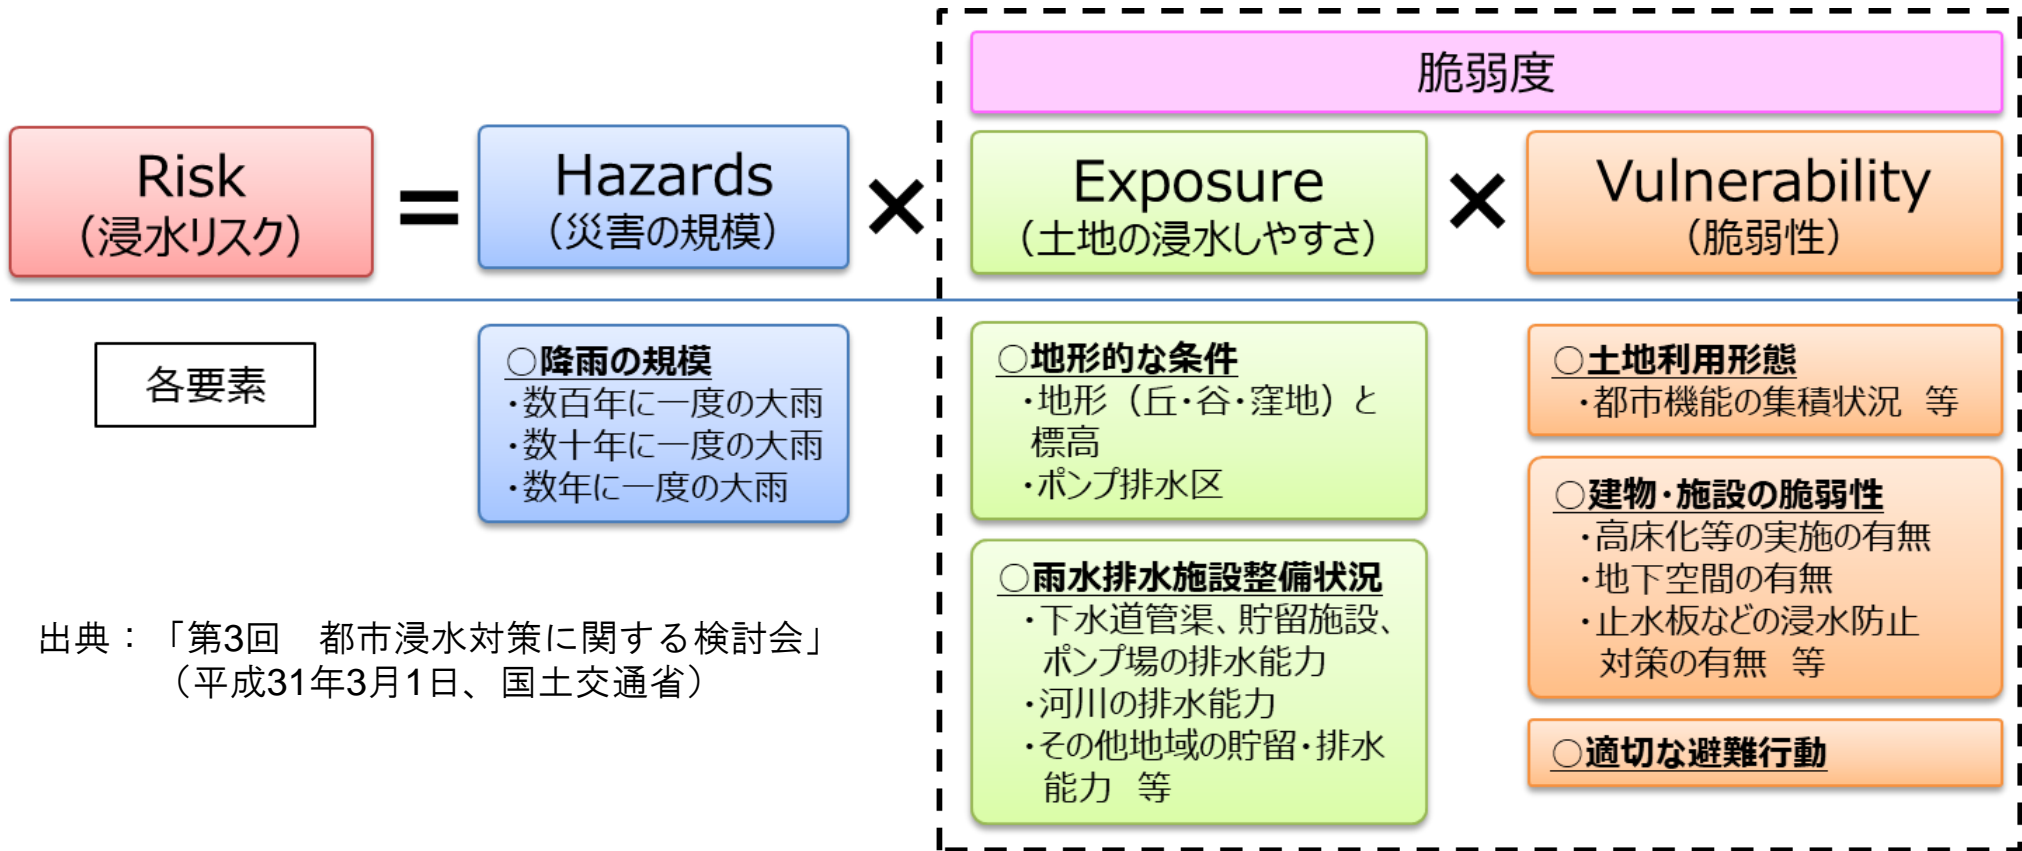 脆弱度
Risk
（浸水リスク）
＝
Hazards
（災害の規模）
×
Exposure
（土地の浸水しやすさ）
×
Vulnerability
（脆弱性）
各要素
○降雨の規模
・数百年に一度の大雨
・数十年に一度の大雨
・数年に一度の大雨
○地形的な条件
・地形（丘・谷・窪地）と
標高
・ポンプ排水区
○雨水排水施設整備状況
・下水道管渠、貯留施設、
ポンプ場の排水能力
・河川の排水能力
・その他地域の貯留・排水
能力　等
○土地利用形態
・都市機能の集積状況　等
○建物・施設の脆弱性
・高床化等の実施の有無
・地下空間の有無
・止水板などの浸水防止
対策の有無　等
○適切な避難行動
出典：「第3回　都市浸水対策に関する検討会」
（平成31年3月1日、国土交通省）